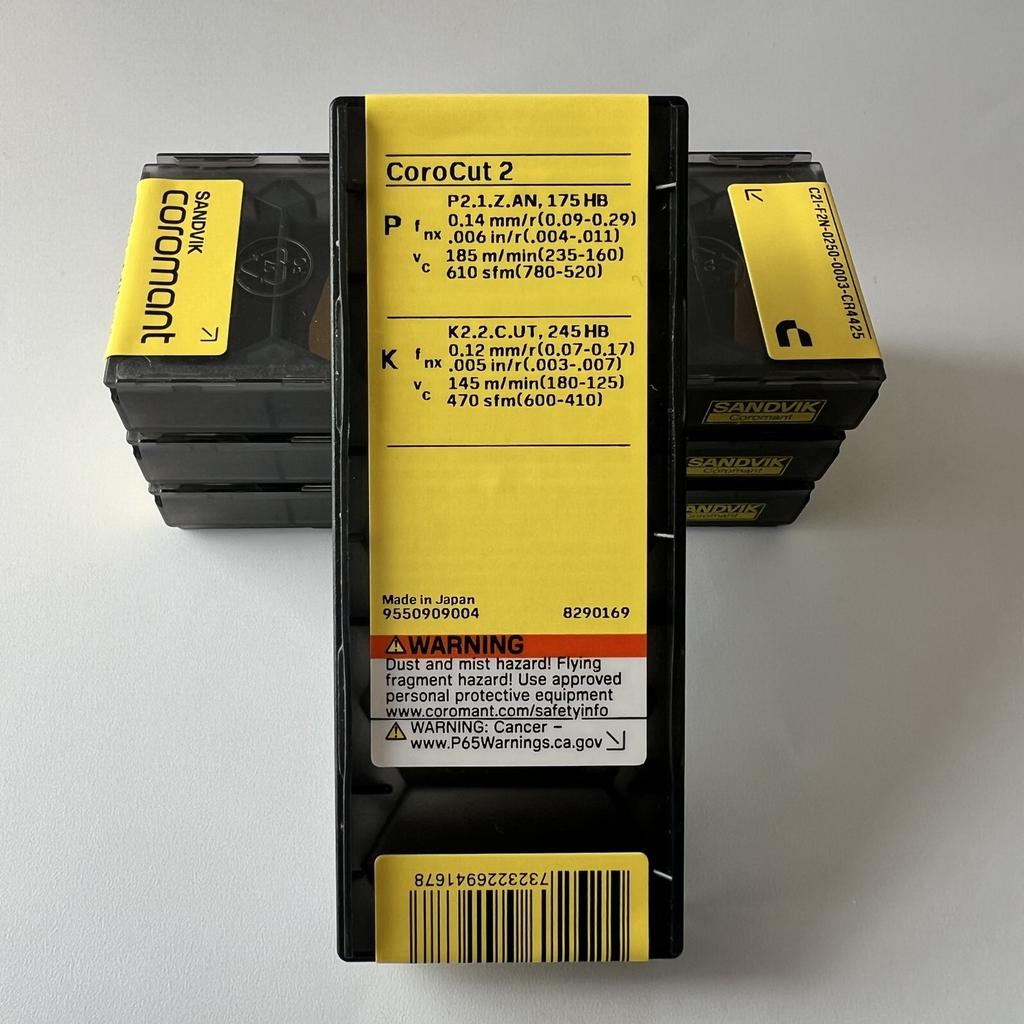 CoroCut 2
P2.1.Z.AN, 175 HB
P fnx 0.14 mm/r(0.09-0.29)
.006 in/r(.004-.011)
vc 185 m/min(235-160)
610 sfm(780-520)
K2.2.C.UT, 245 HB
K fnx 0.12 mm/r(0.07-0.17)
.005 in/r(.003-.007)
vc 145 m/min(180-125)
470 sfm(600-410)
Made in Japan
9550909004 8290169
WARNING
Dust and mist hazard! Flying
fragment hazard! Use approved
personal protective equipment
www.coromant.com/safetyinfo
WARNING: Cancer –
www.P65Warnings.ca.gov
7323226941678
SANDVIK
coromant
C2I-F2N-0250-0003-CR4425
SANDVIK
Coromant
SANDVIK
Coromant
SANDVIK
Coromant